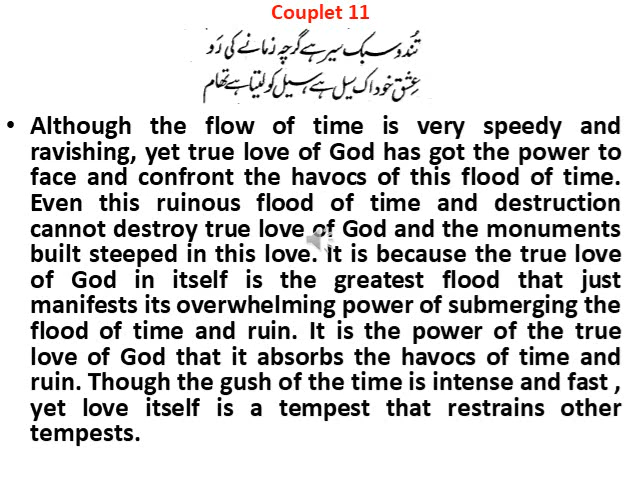 Couplet 11
تُند و سبک سیر ہے گرچہ زمانے کی رَو
عِشق خود اک سَیل ہے، سیل کو لیتا ہے تھام
• Although the flow of time is very speedy and
ravishing, yet true love of God has got the power to
face and confront the havocs of this flood of time.
Even this ruinous flood of time and destruction
cannot destroy true love of God and the monuments
built steeped in this love. It is because the true love
of God in itself is the greatest flood that just
manifests its overwhelming power of submerging the
flood of time and ruin. It is the power of the true
love of God that it absorbs the havocs of time and
ruin. Though the gush of the time is intense and fast ,
yet love itself is a tempest that restrains other
tempests.